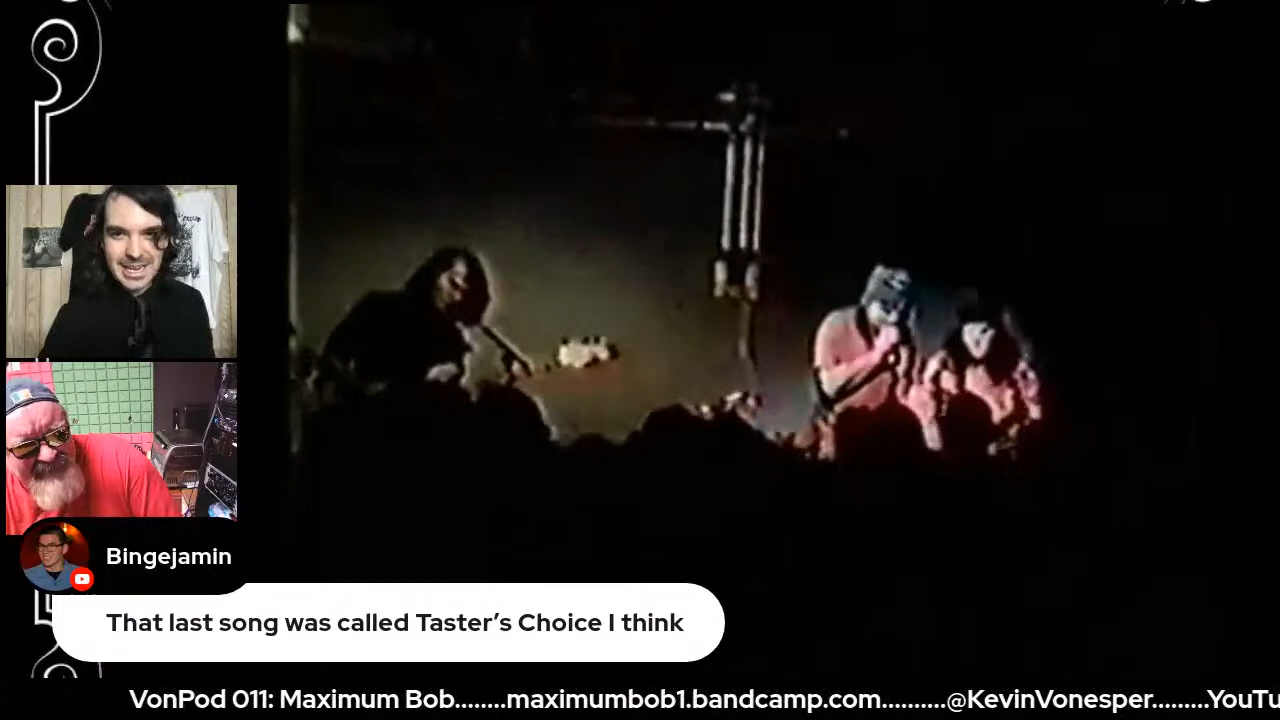 Bingejamin
That last song was called Taster’s Choice I think
VonPod 011: Maximum Bob........maximumbob1.bandcamp.com..........@KevinVonesper.........YouTu